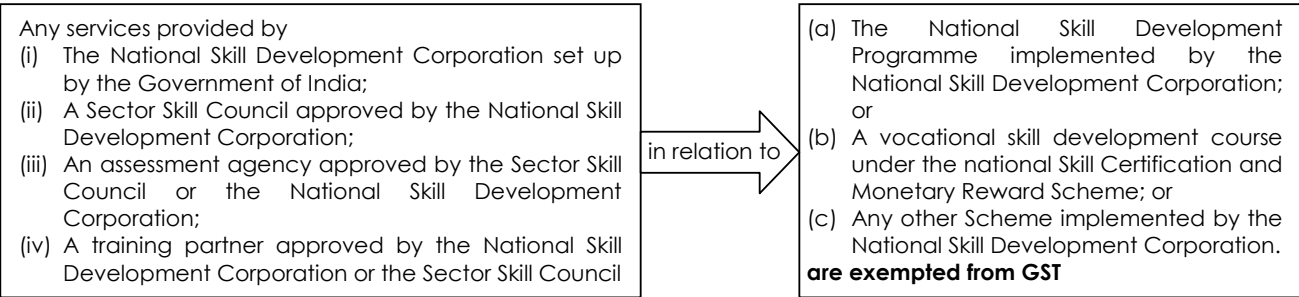 Any services provided by
(i) The National Skill Development Corporation set up
by the Government of India;
(ii) A Sector Skill Council approved by the National Skill
Development Corporation;
(iii) An assessment agency approved by the Sector Skill
Council or the National Skill Development
Corporation;
(iv) A training partner approved by the National Skill
Development Corporation or the Sector Skill Council
in relation to
(a) The National Skill Development
Programme implemented by the
National Skill Development Corporation;
or
(b) A vocational skill development course
under the national Skill Certification and
Monetary Reward Scheme; or
(c) Any other Scheme implemented by the
National Skill Development Corporation.
are exempted from GST